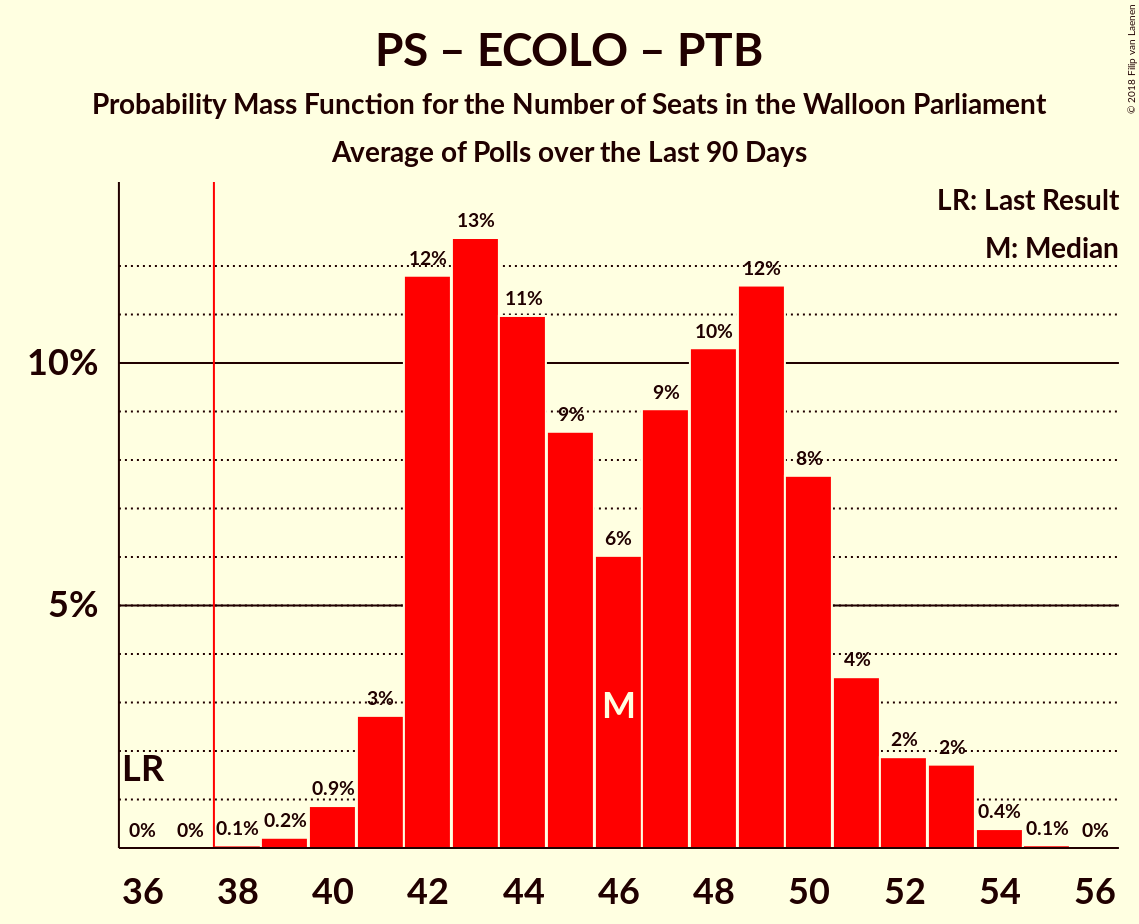 PS – ECOLO – PTB
Probability Mass Function for the Number of Seats in the Walloon Parliament
Average of Polls over the Last 90 Days
© 2018 Filip van Laenen
LR: Last Result
M: Median
10%
5%
LR
M
0%
0%
0.1%
0.2%
0.9%
3%
12%
13%
11%
9%
6%
9%
10%
12%
8%
4%
2%
2%
0.4%
0.1%
0%
36 38 40 42 44 46 48 50 52 54 56